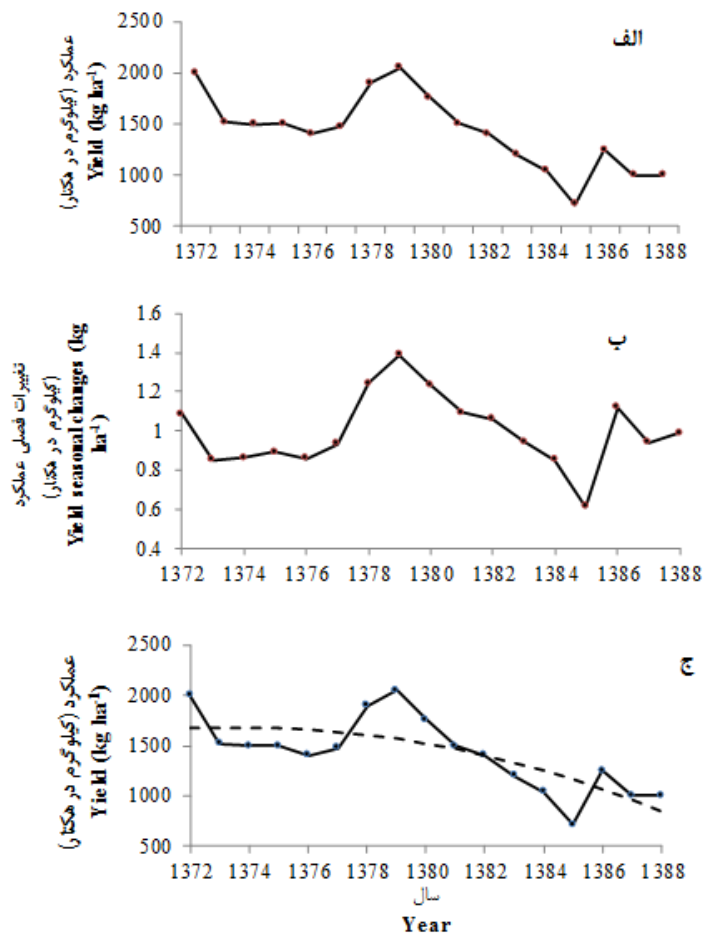 الف
عملکرد (کیلوگرم در هکتار)
Yield (kg ha-1)
2500
2000
1500
1000
500
1372 1374 1376 1378 1380 1382 1384 1386 1388
ب
تغییرات فصلی عملکرد
(کیلوگرم در هکتار)
Yield seasonal changes (kg
ha-1)
1.6
1.4
1.2
1
0.8
0.6
0.4
1372 1374 1376 1378 1380 1382 1384 1386 1388
ج
عملکرد (کیلوگرم در هکتار)
Yield (kg ha-1)
2500
2000
1500
1000
500
1372 1374 1376 1378 1380 1382 1384 1386 1388
سال
Year